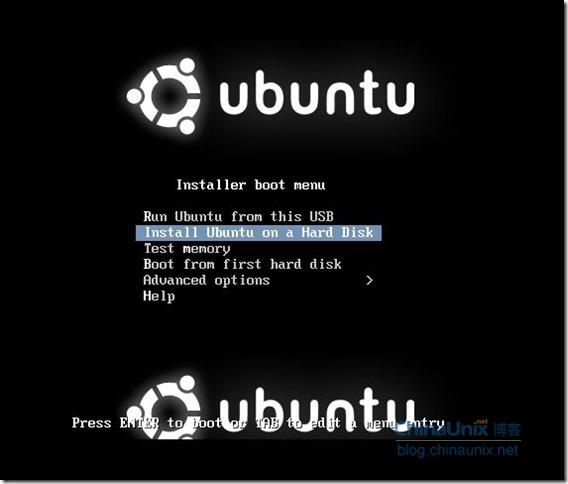 ubuntu
Installer boot menu
Run Ubuntu from this USB
Install Ubuntu on a Hard Disk
Test memory
Boot from first hard disk
Advanced options >
Help
ubuntu
Press ENTER to boot or TAB to edit a menu entry
ChinaUnix.net 博客
blog.chinaunix.net